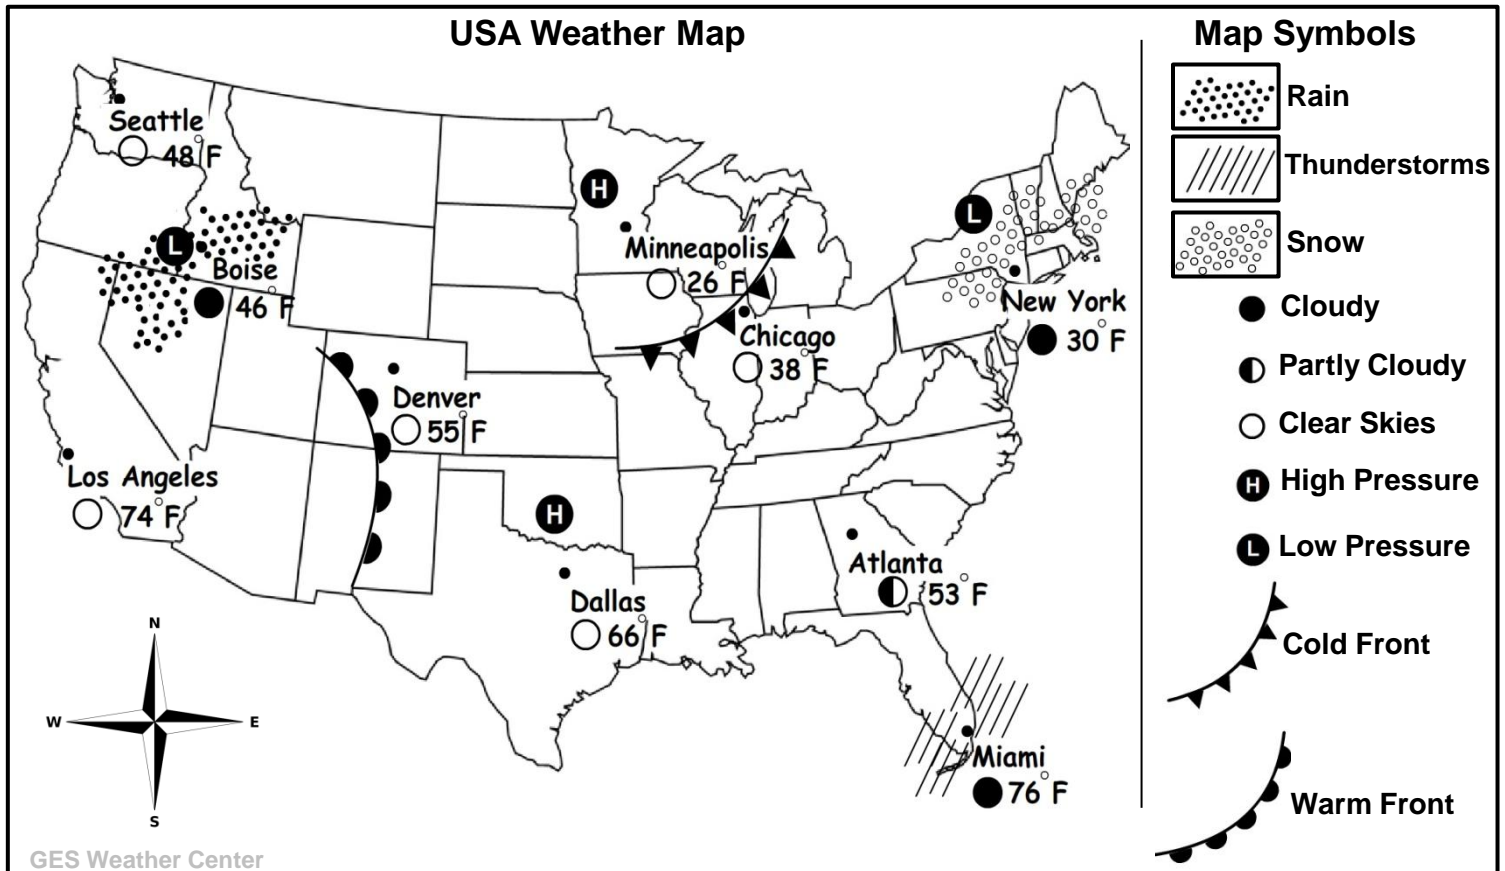 USA Weather Map
Seattle
48°F
H
L
Boise
46°F
Minneapolis
26°F
L
New York
30°F
Chicago
38°F
Denver
55°F
Los Angeles
74°F
H
Dallas
66°F
Atlanta
53°F
Miami
76°F
N
W
E
S
GES Weather Center
Map Symbols
Rain
Thunderstorms
Snow
Cloudy
Partly Cloudy
Clear Skies
H High Pressure
L Low Pressure
Cold Front
Warm Front